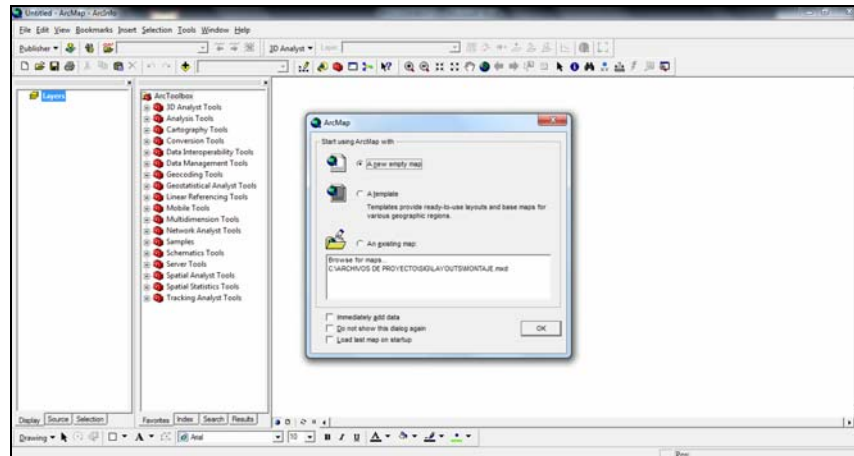 Untitled - ArcMap - ArcInfo
File Edit View Bookmarks Insert Selection Tools Window Help
Publisher
3D Analyst Layer:
Layers
ArcToolbox
3D Analyst Tools
Analysis Tools
Cartography Tools
Conversion Tools
Data Interoperability Tools
Data Management Tools
Geocoding Tools
Geostatistical Analyst Tools
Linear Referencing Tools
Mobile Tools
Multidimension Tools
Network Analyst Tools
Samples
Schematics Tools
Server Tools
Spatial Analyst Tools
Spatial Statistics Tools
Tracking Analyst Tools
ArcMap
Start using ArcMap with
A new empty map
A template
Templates provide ready-to-use layouts and base maps for
various geographic regions.
An existing map:
Browse for maps...
C:\ARCHIVOS DE PROYECTO\SIG\LAYOUTS\MONTAJE.mxd
Immediately add data
Do not show this dialog again
Load last map on startup
OK
Display Source Selection
Favorites Index Search Results
Drawing A Arial 10 B I U A